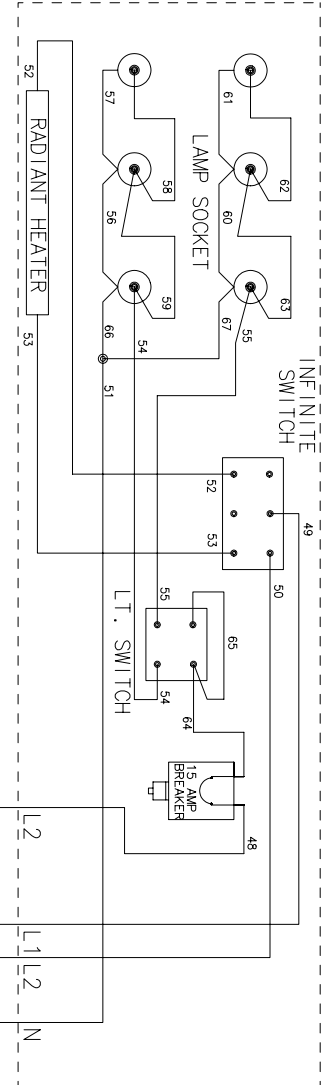 52
RADIANT HEATER
53
57
58
56
59
66
54
51
LAMP SOCKET
61
62
60
63
67
55
INFINITE
SWITCH
52
53
49
50
55
54
65
64
LT. SWITCH
15 AMP
BREAKER
48
L2
L1
L2
N